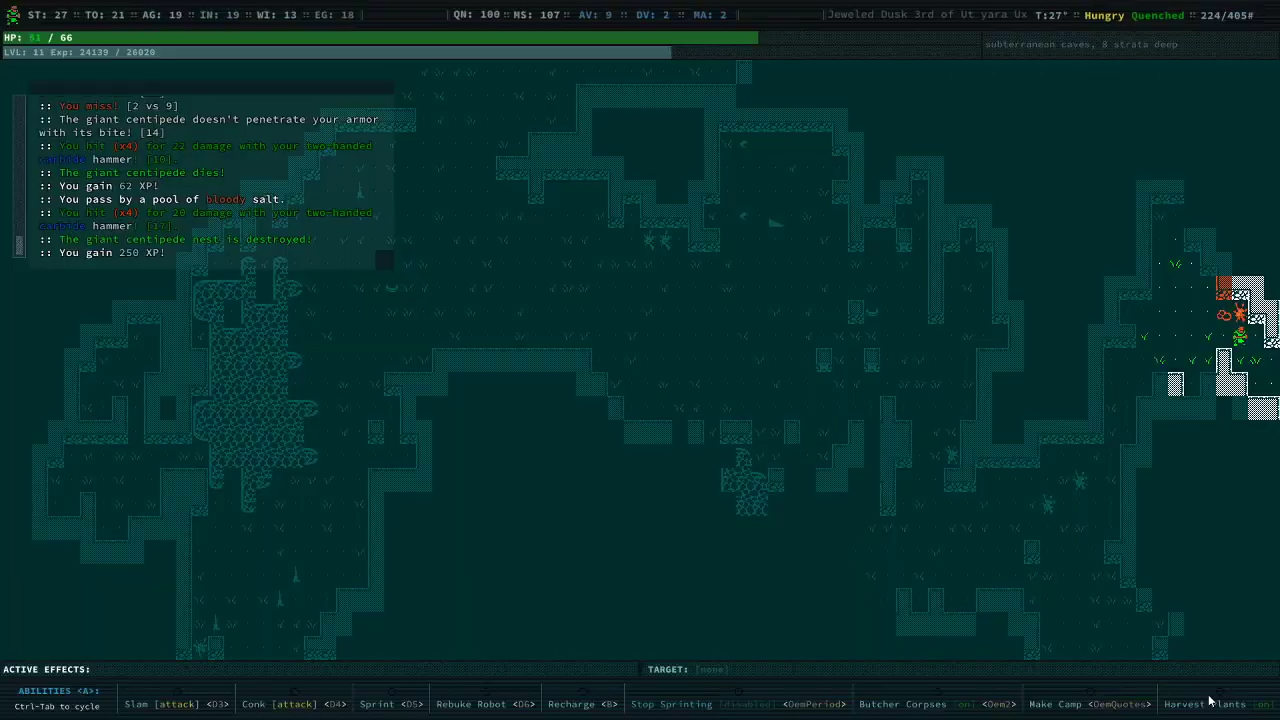 ST: 27 :: TO: 21 :: AG: 19 :: IN: 19 :: WI: 13 :: EG: 18
QN: 100 :: MS: 107 :: AV: 9 :: DV: 2 :: MA: 2
Jeweled Dusk 3rd of Ut yara Ux
T:27° :: Hungry Quenched :: 224/405#
HP: 51 / 66
LVL: 11 Exp: 24139 / 26020
subterranean caves, 8 strata deep
:: You miss! [2 vs 9]
:: The giant centipede doesn't penetrate your armor
with its bite! [14]
:: You hit (x4) for 22 damage with your two-handed
carbide hammer! [10].
:: The giant centipede dies!
:: You gain 62 XP!
:: You pass by a pool of bloody salt.
:: You hit (x4) for 20 damage with your two-handed
carbide hammer! [17].
:: The giant centipede nest is destroyed!
:: You gain 250 XP!
ACTIVE EFFECTS:
TARGET: [none]
ABILITIES <A>:
Ctrl-Tab to cycle
Slam [attack] <D3>
Conk [attack] <D4>
Sprint <D5>
Rebuke Robot <D6>
Recharge <B>
Stop Sprinting [disabled] <OemPeriod>
Butcher Corpses [on] <Oem2>
Make Camp <OemQuotes>
Harvest Plants [on]